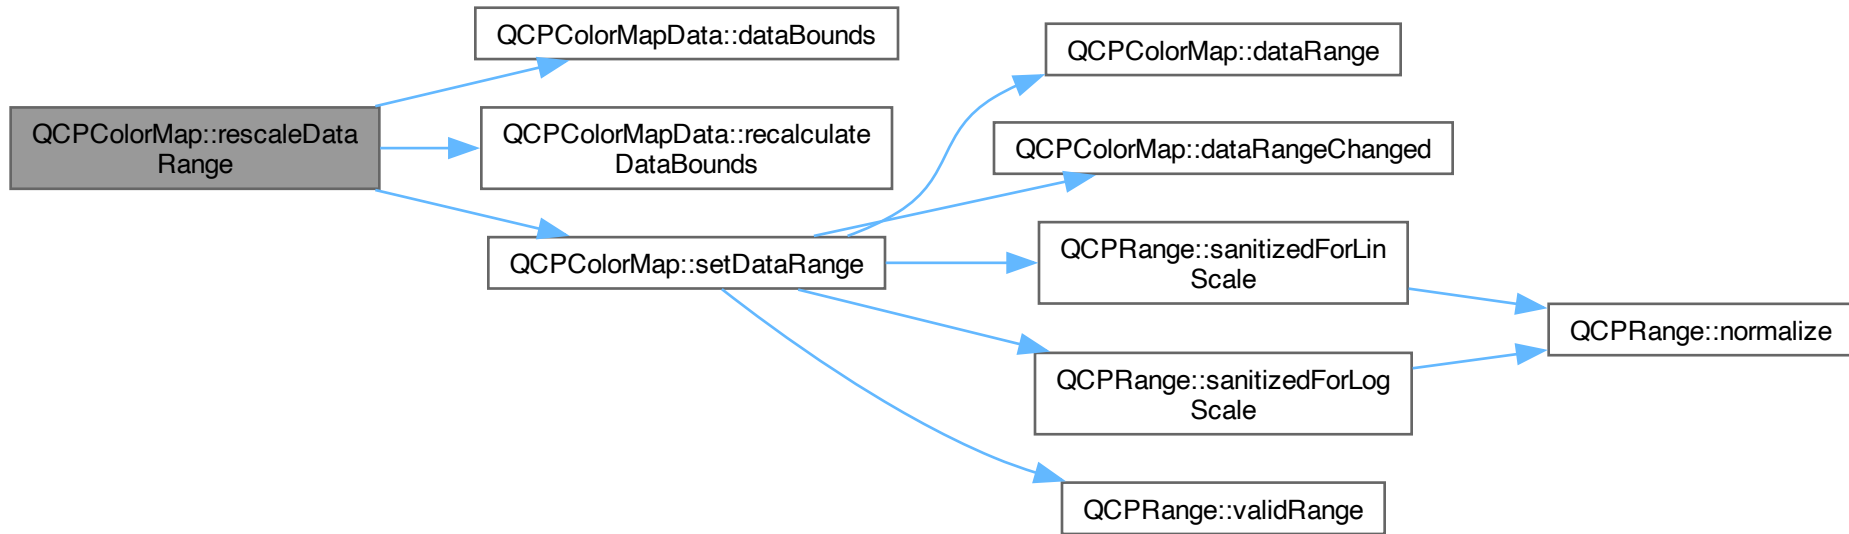 QCPColorMap::rescaleData
Range
QCPColorMapData::dataBounds
QCPColorMapData::recalculate
DataBounds
QCPColorMap::setDataRange
QCPColorMap::dataRange
QCPColorMap::dataRangeChanged
QCPRange::sanitizedForLin
Scale
QCPRange::sanitizedForLog
Scale
QCPRange::validRange
QCPRange::normalize